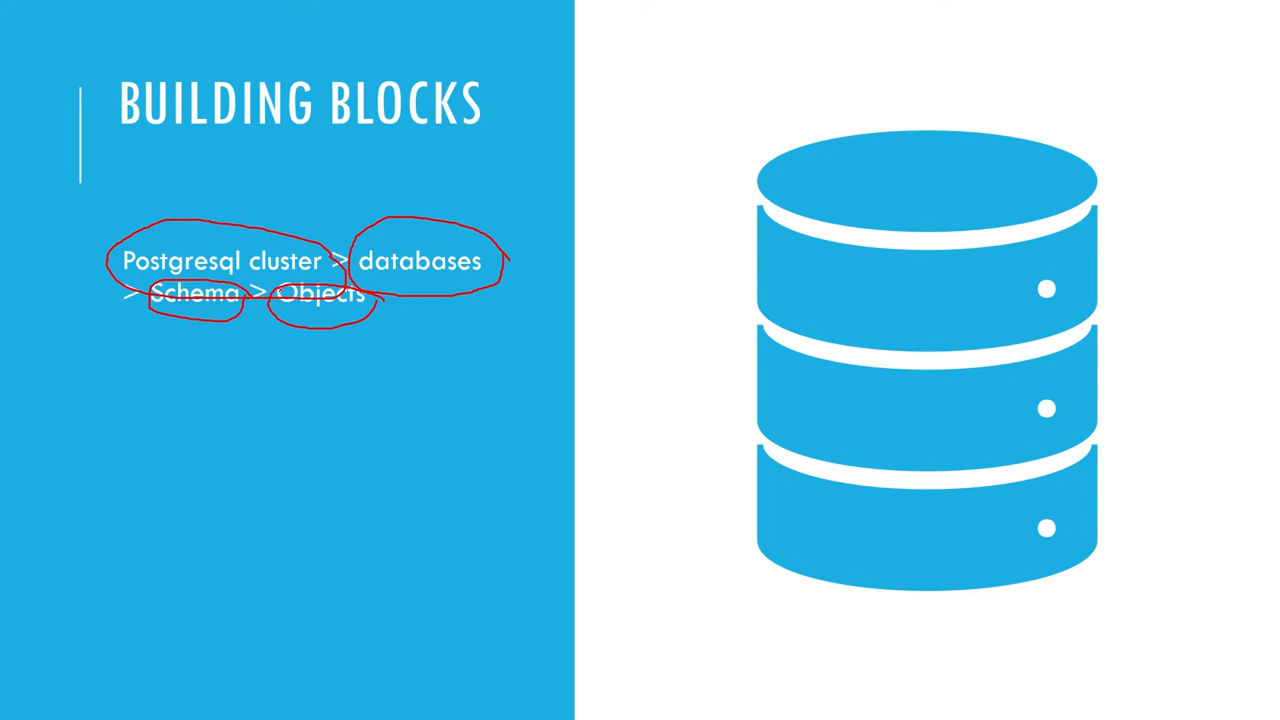 BUILDING BLOCKS
Postgresql cluster > databases
> Schema > Objects